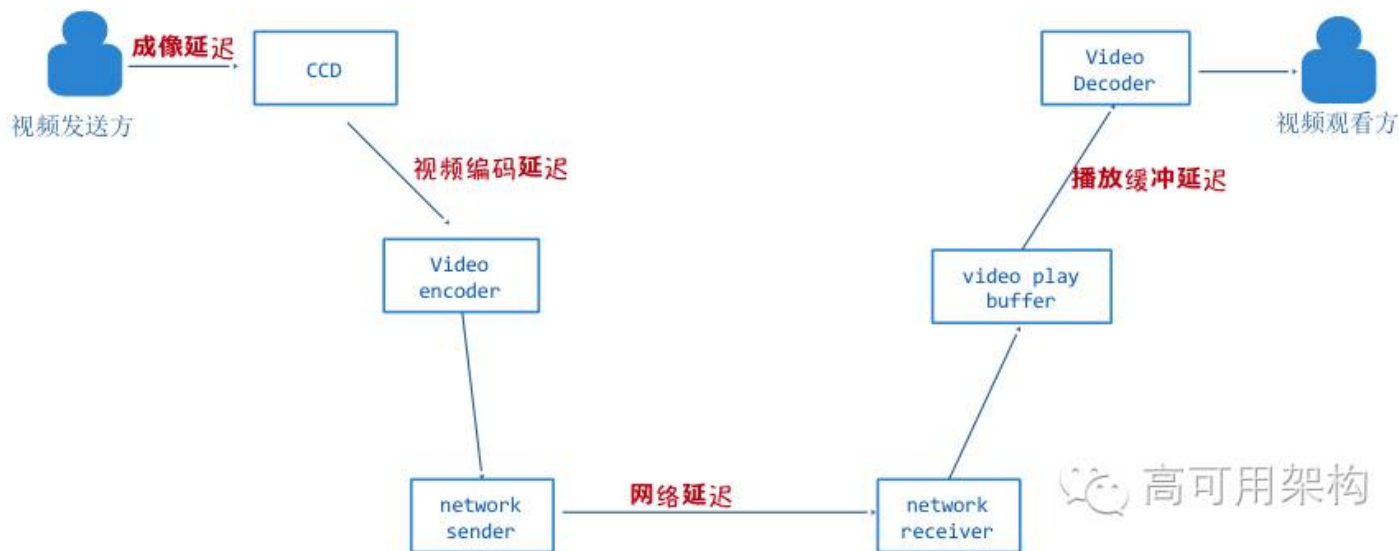 成像延迟
CCD
视频发送方
视频编码延迟
Video
encoder
network
sender
网络延迟
network
receiver
video play
buffer
播放缓冲延迟
Video
Decoder
视频观看方
高可用架构